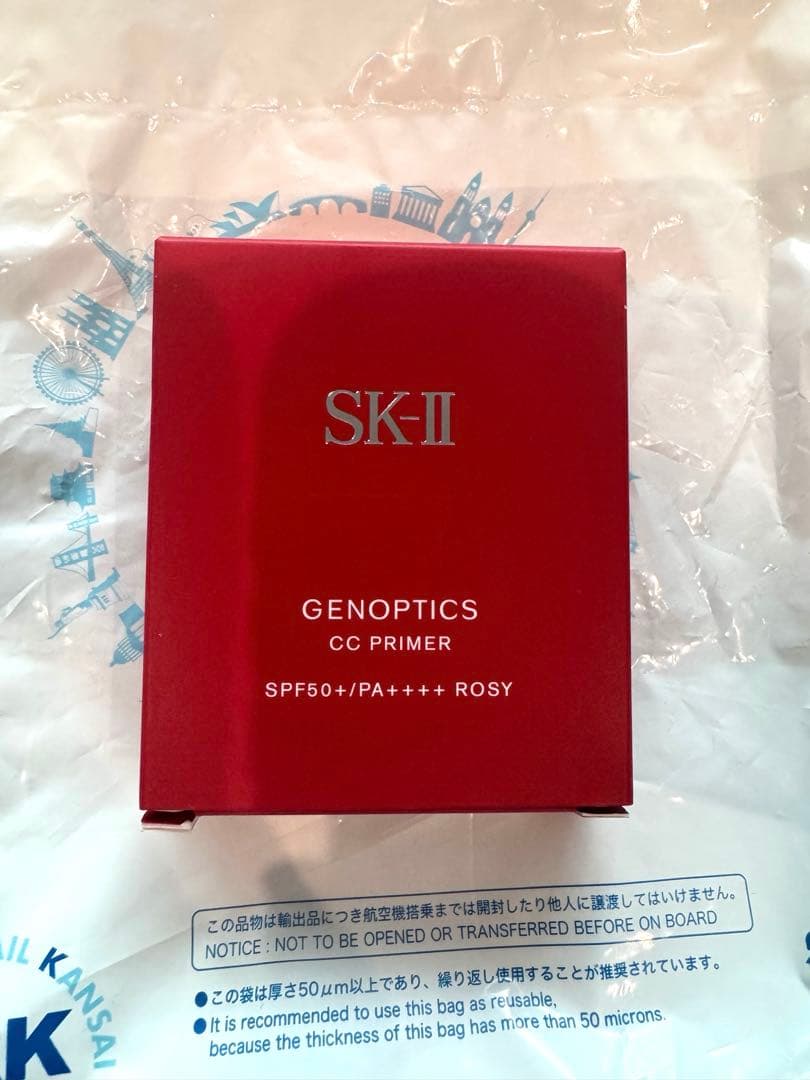 SK-II
GENOPTICS
CC PRIMER
SPF50+/PA++++ ROSY
この品物は輸出品につき航空機搭乗までは開封したり他人に譲渡してはいけません。
NOTICE : NOT TO BE OPENED OR TRANSFERRED BEFORE ON BOARD
●この袋は厚さ50μm以上であり、繰り返し使用することが推奨されています。
●It is recommended to use this bag as reusable,
because the thickness of this bag has more than 50 microns.
KANSAI